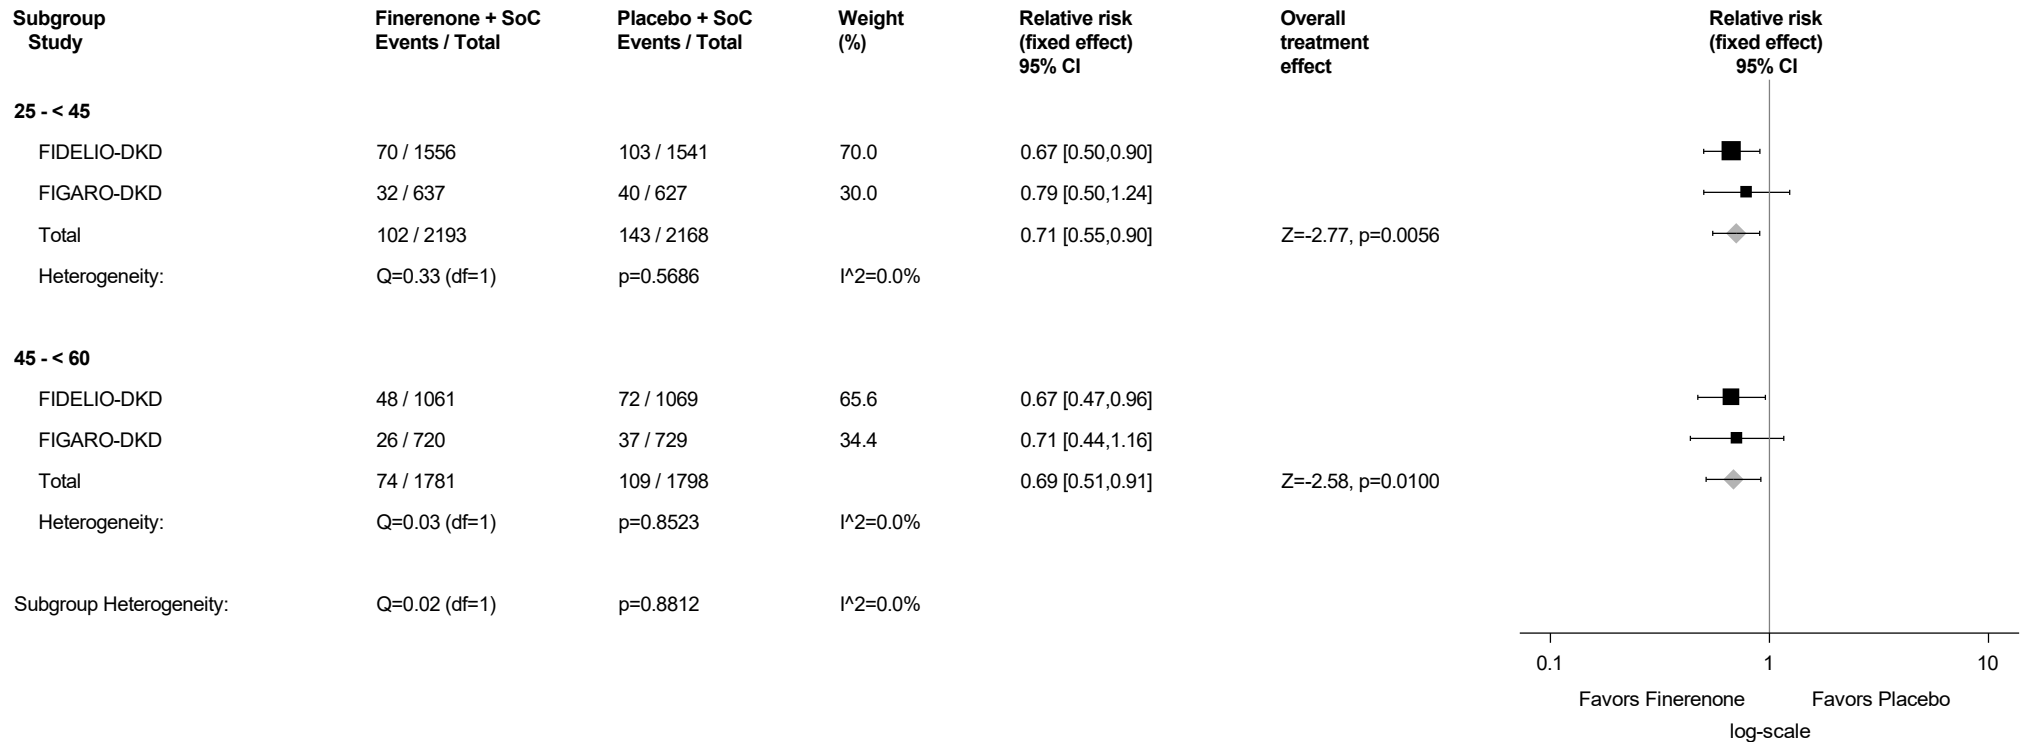 Subgroup Finerenone + SoC Placebo + SoC Weight Relative risk Overall Relative risk
Study Events / Total Events / Total (%) (fixed effect) treatment (fixed effect)
95% CI effect 95% CI
25 - < 45
FIDELIO-DKD 70 / 1556 103 / 1541 70.0 0.67 [0.50,0.90]
FIGARO-DKD 32 / 637 40 / 627 30.0 0.79 [0.50,1.24]
Total 102 / 2193 143 / 2168 0.71 [0.55,0.90] Z=-2.77, p=0.0056
Heterogeneity: Q=0.33 (df=1) p=0.5686 I^2=0.0%
45 - < 60
FIDELIO-DKD 48 / 1061 72 / 1069 65.6 0.67 [0.47,0.96]
FIGARO-DKD 26 / 720 37 / 729 34.4 0.71 [0.44,1.16]
Total 74 / 1781 109 / 1798 0.69 [0.51,0.91] Z=-2.58, p=0.0100
Heterogeneity: Q=0.03 (df=1) p=0.8523 I^2=0.0%
Subgroup Heterogeneity: Q=0.02 (df=1) p=0.8812 I^2=0.0%
0.1 1 10
Favors Finerenone Favors Placebo
log-scale